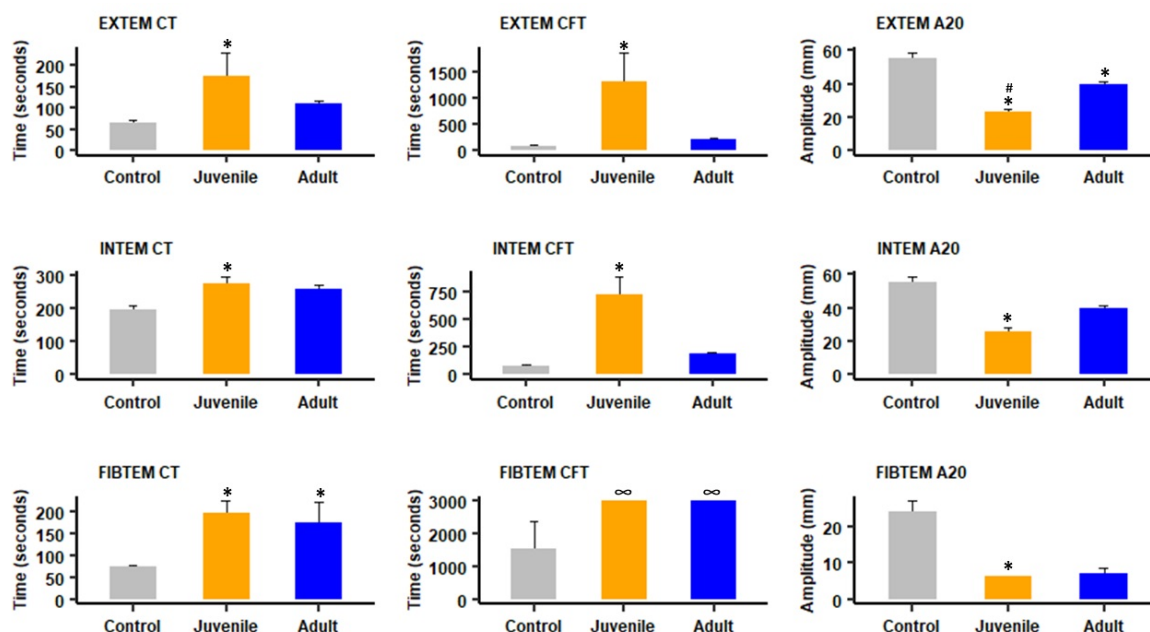 EXTEM CT
Time (seconds)
200
150
100
50
0
*
Control Juvenile Adult
EXTEM CFT
Time (seconds)
1500
1000
500
0
*
Control Juvenile Adult
EXTEM A20
Amplitude (mm)
60
40
20
0
#
*
*
Control Juvenile Adult
INTEM CT
Time (seconds)
300
200
100
0
*
Control Juvenile Adult
INTEM CFT
Time (seconds)
750
500
250
0
*
Control Juvenile Adult
INTEM A20
Amplitude (mm)
60
40
20
0
*
Control Juvenile Adult
FIBTEM CT
Time (seconds)
200
150
100
50
0
* *
Control Juvenile Adult
FIBTEM CFT
Time (seconds)
3000
2000
1000
0
∞ ∞
Control Juvenile Adult
FIBTEM A20
Amplitude (mm)
20
10
0
*
Control Juvenile Adult